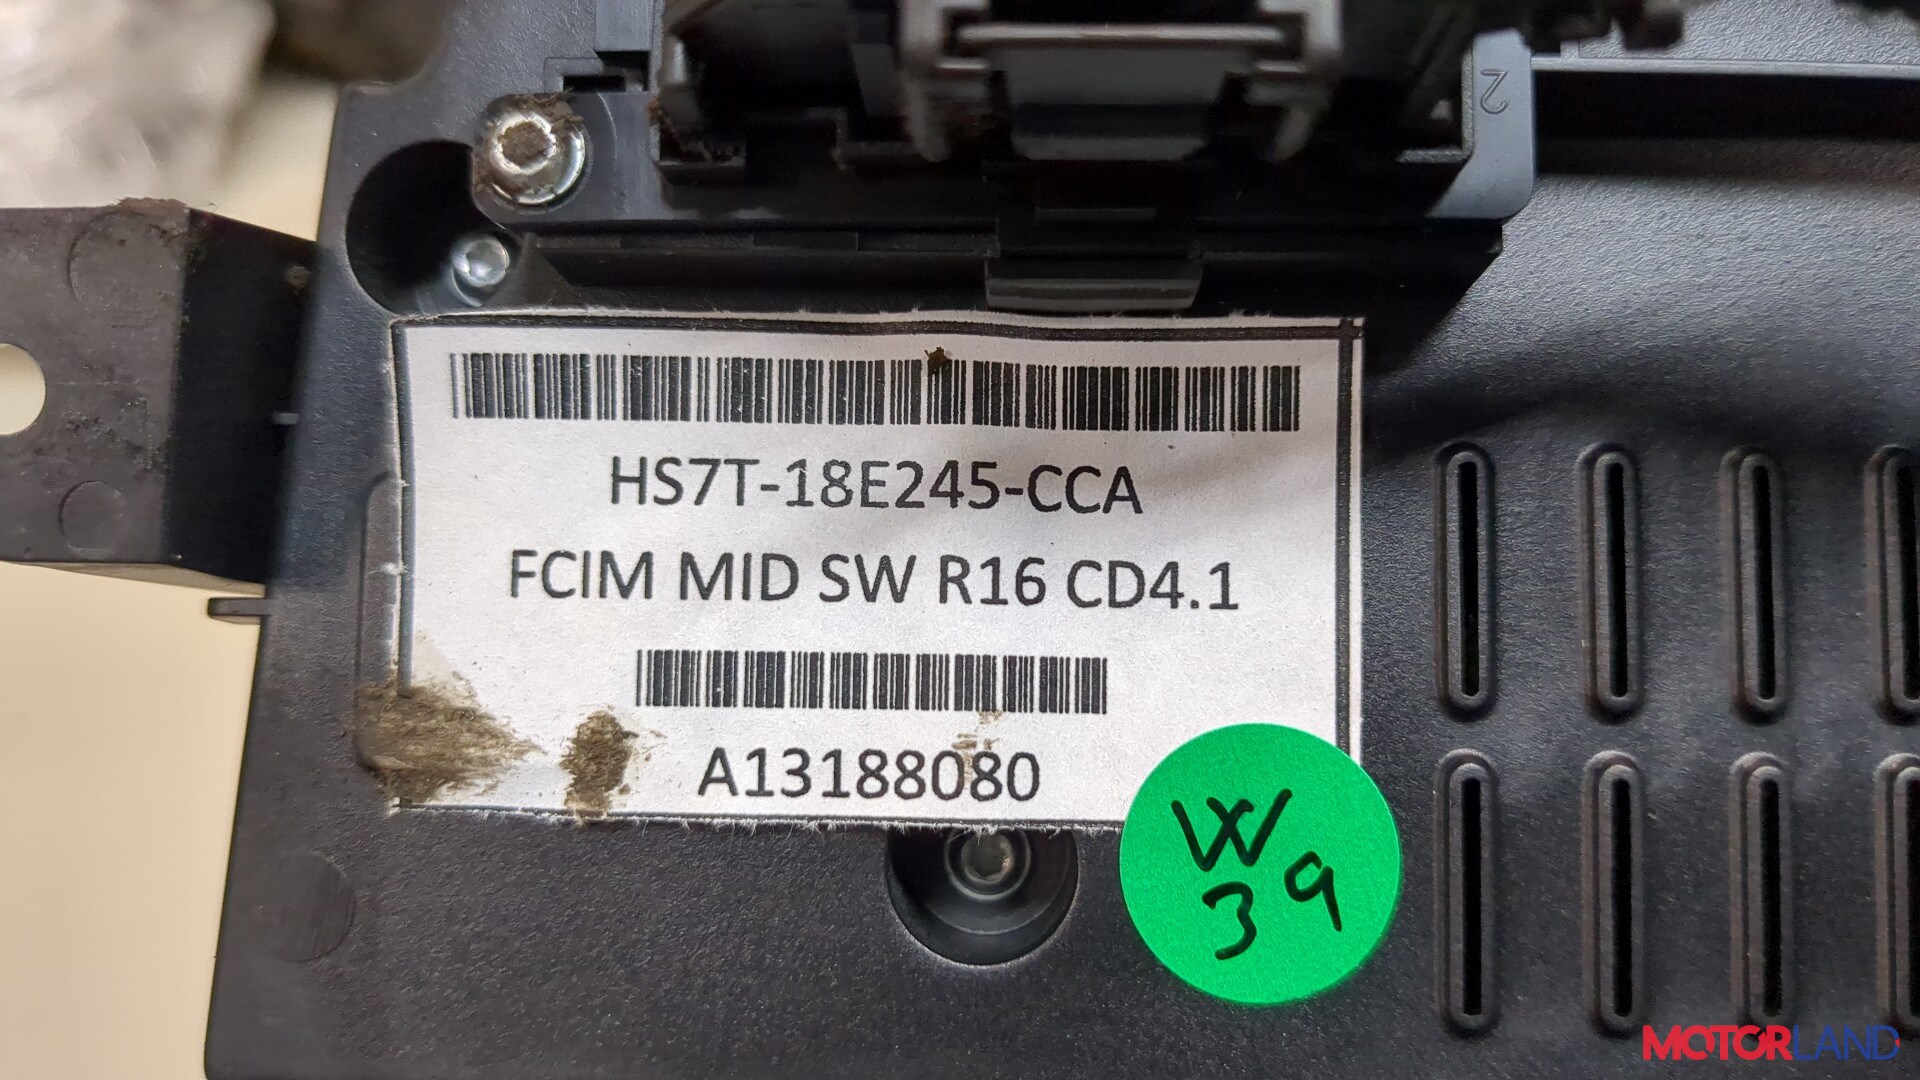 2
HS7T-18E245-CCA
FCIM MID SW R16 CD4.1
A13188080
W
39
MOTORLAND